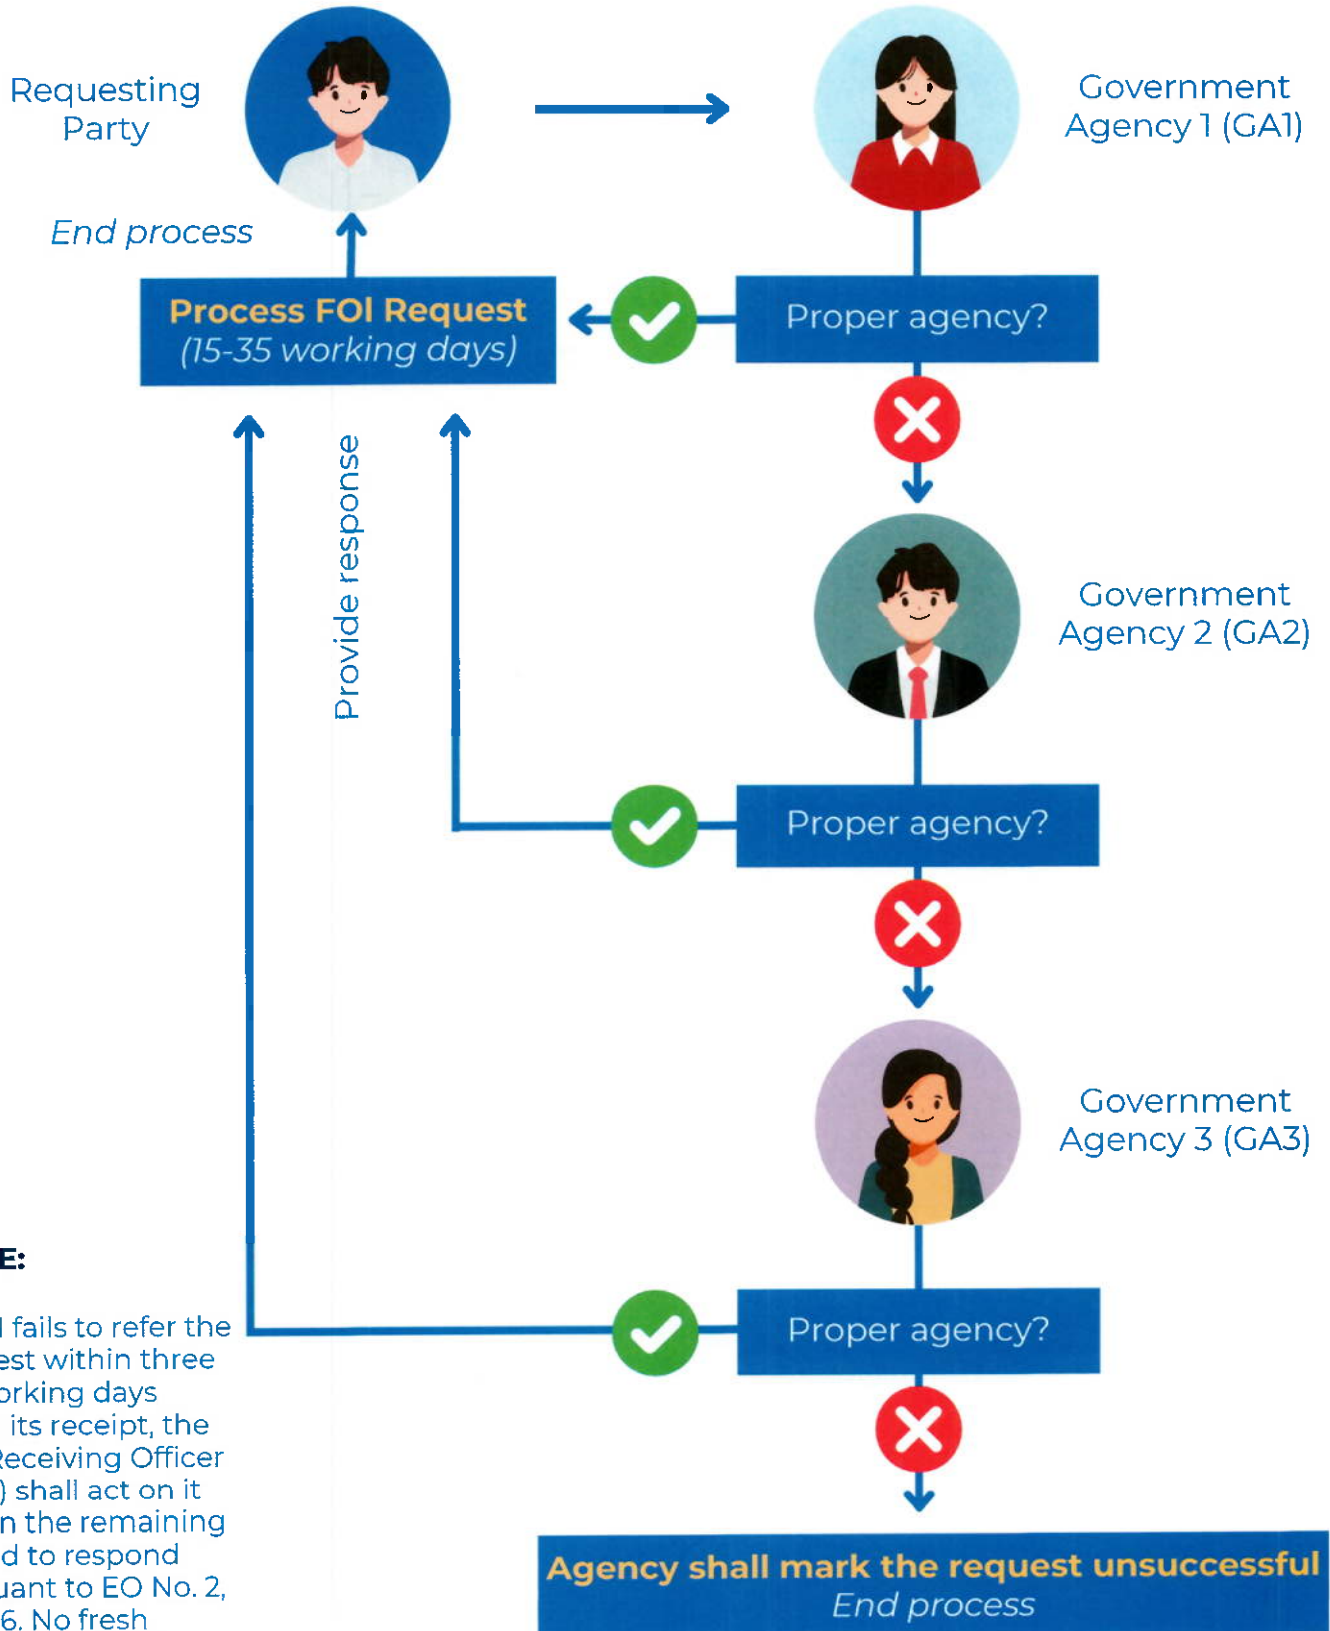 Requesting
Party
Government
Agency 1 (GA1)
End process
Process FOI Request
(15-35 working days)
Proper agency?
Provide response
Government
Agency 2 (GA2)
Proper agency?
Government
Agency 3 (GA3)
Proper agency?
E:
fails to refer the
est within three
orking days
its receipt, the
Receiving Officer
) shall act on it
n the remaining
d to respond
uant to EO No. 2,
6. No fresh
Agency shall mark the request unsuccessful
End process